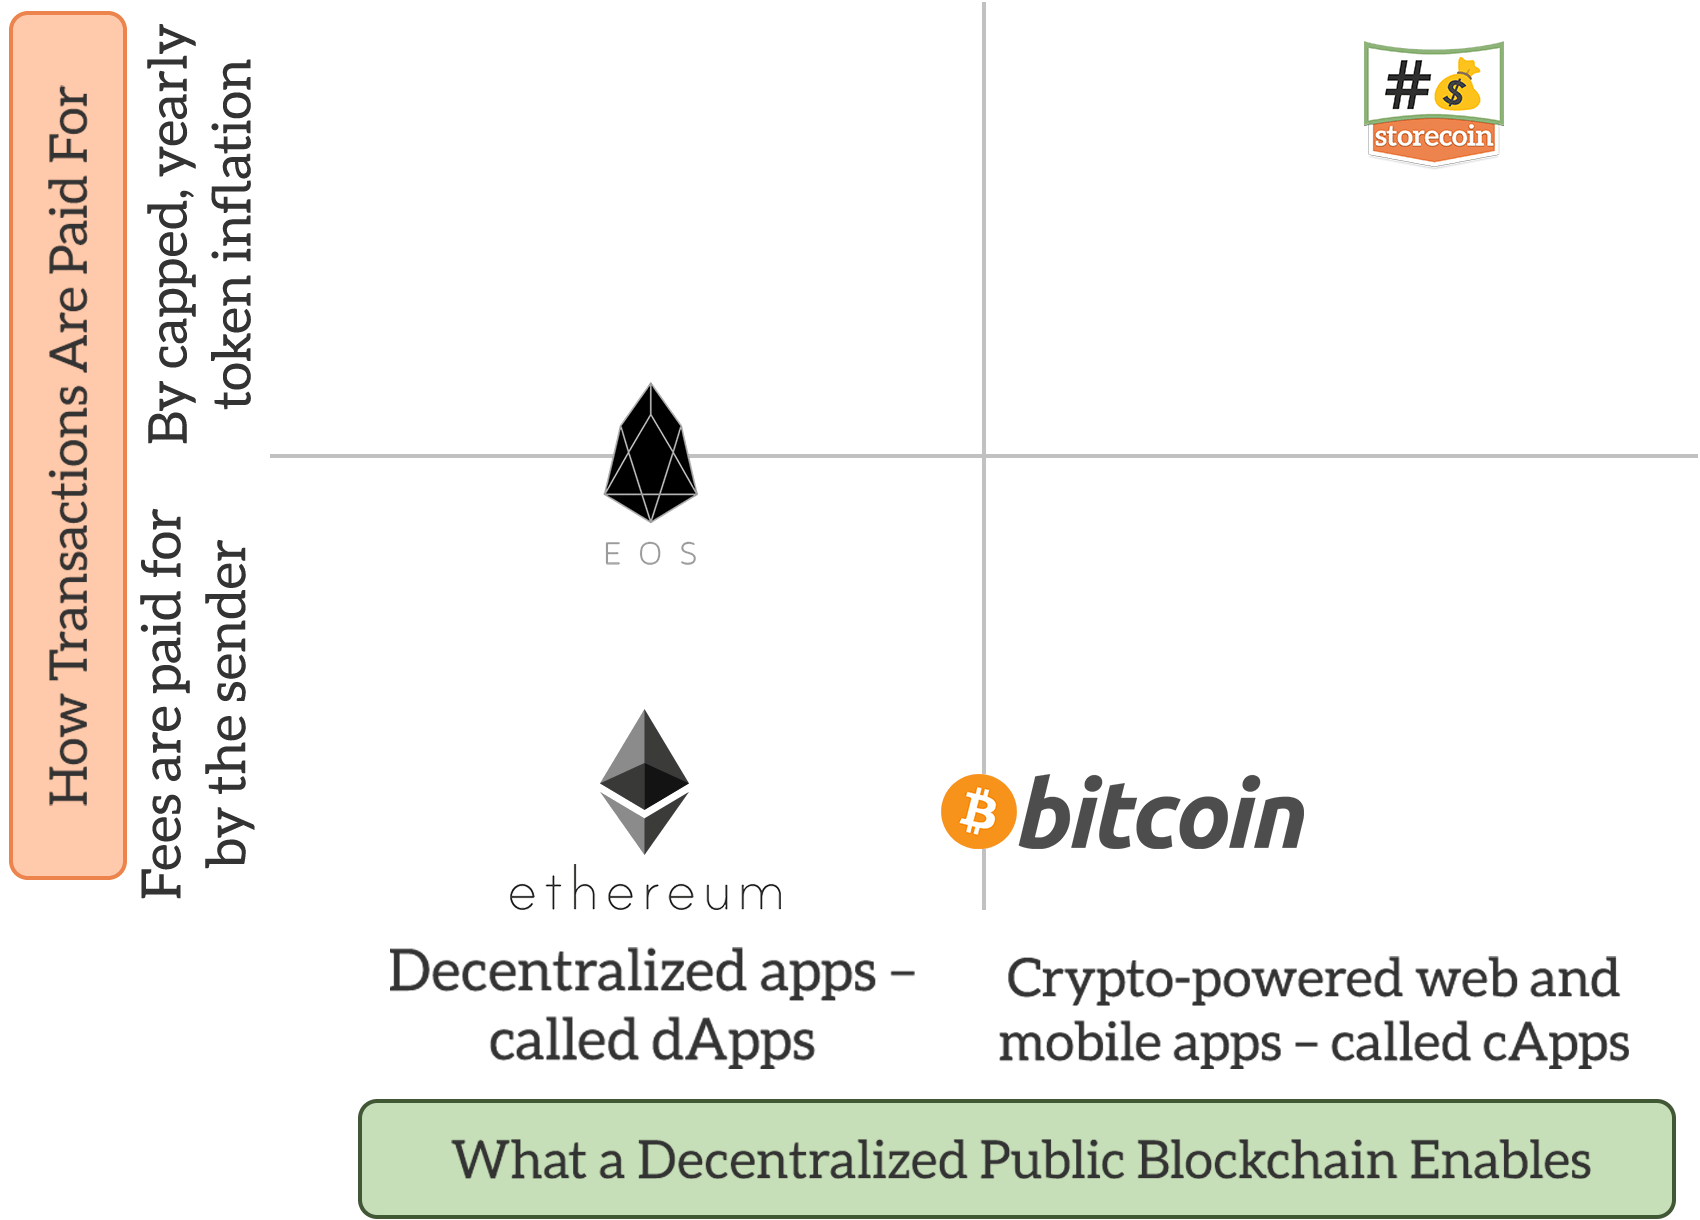 How Transactions Are Paid For
By capped, yearly
token inflation
Fees are paid for
by the sender
#$
storecoin
EOS
ethereum
bitcoin
Decentralized apps –
called dApps
Crypto-powered web and
mobile apps – called cApps
What a Decentralized Public Blockchain Enables